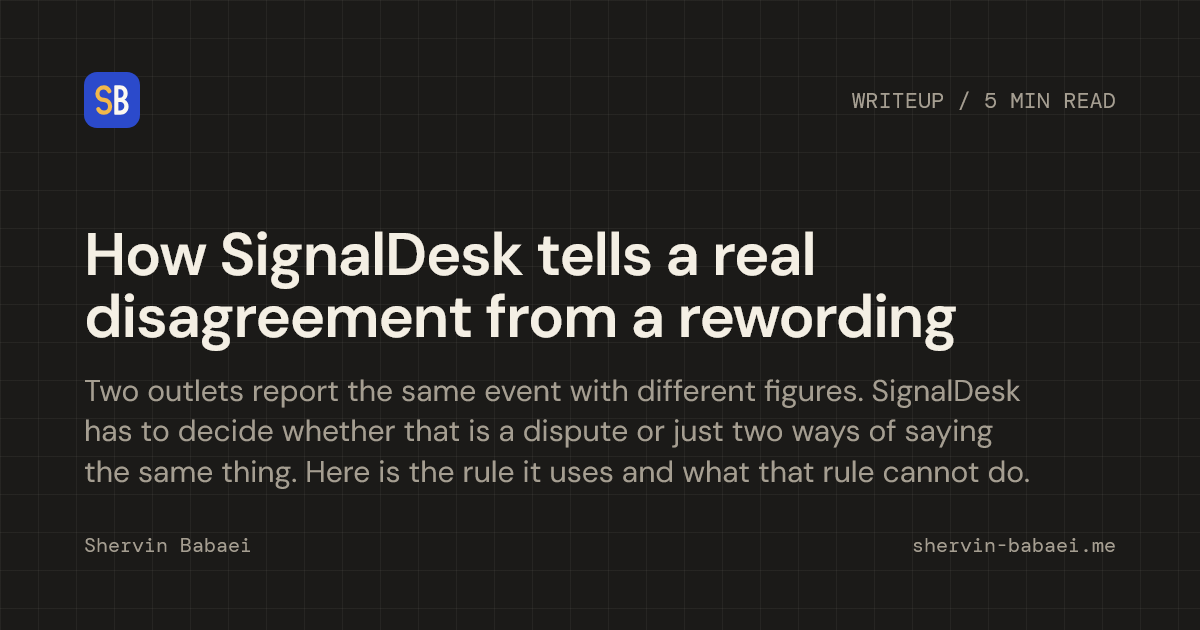 SB
WRITEUP / 5 MIN READ
How SignalDesk tells a real
disagreement from a rewording
Two outlets report the same event with different figures. SignalDesk
has to decide whether that is a dispute or just two ways of saying
the same thing. Here is the rule it uses and what that rule cannot do.
Shervin Babaei
shervin-babaei.me